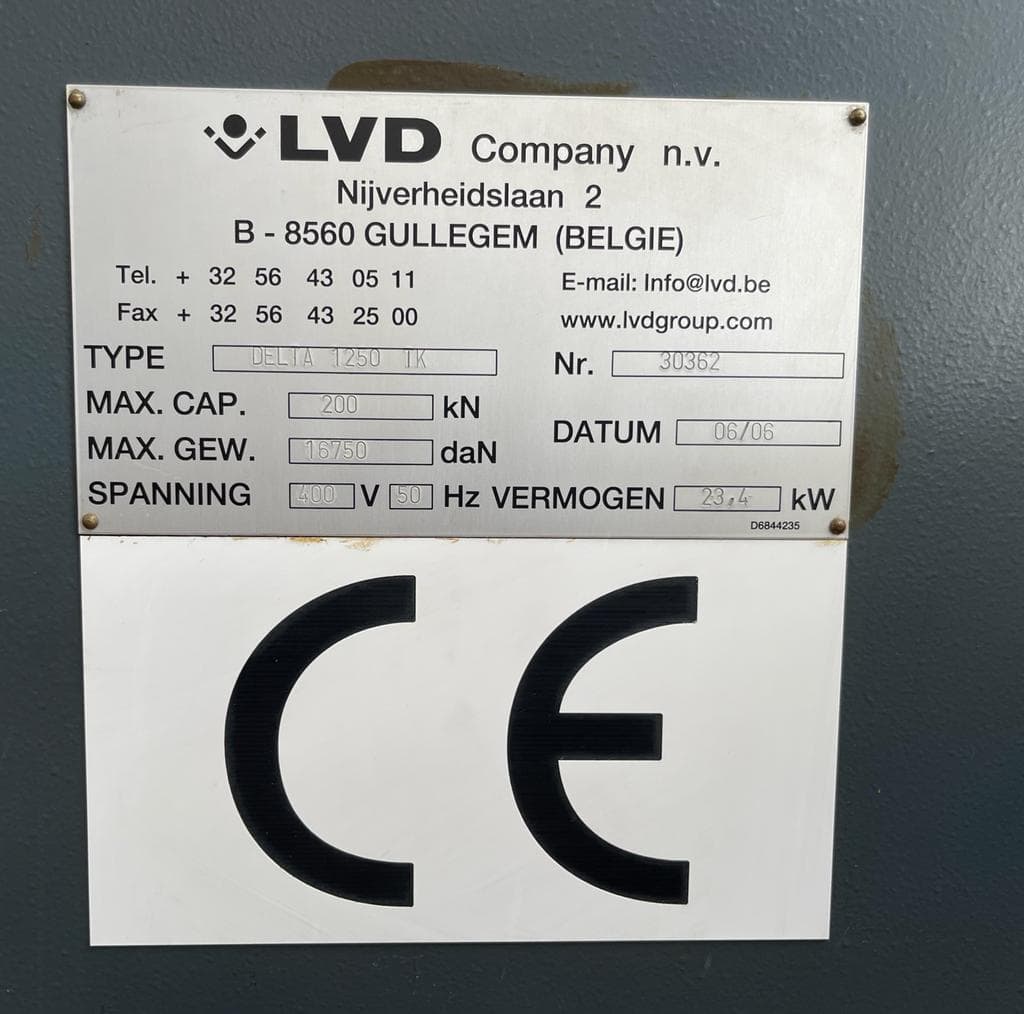 LVD Company n.v.
Nijverheidslaan 2
B - 8560 GULLEGEM (BELGIE)
Tel. + 32 56 43 05 11 E-mail: Info@lvd.be
Fax + 32 56 43 25 00 www.lvdgroup.com
TYPE DELTA 1250 TK Nr. 30362
MAX. CAP. 200 kN
DATUM 06/06
MAX. GEW. 16750 daN
SPANNING 400 V 50 Hz VERMOGEN 23,4 kW
D6844235
CE